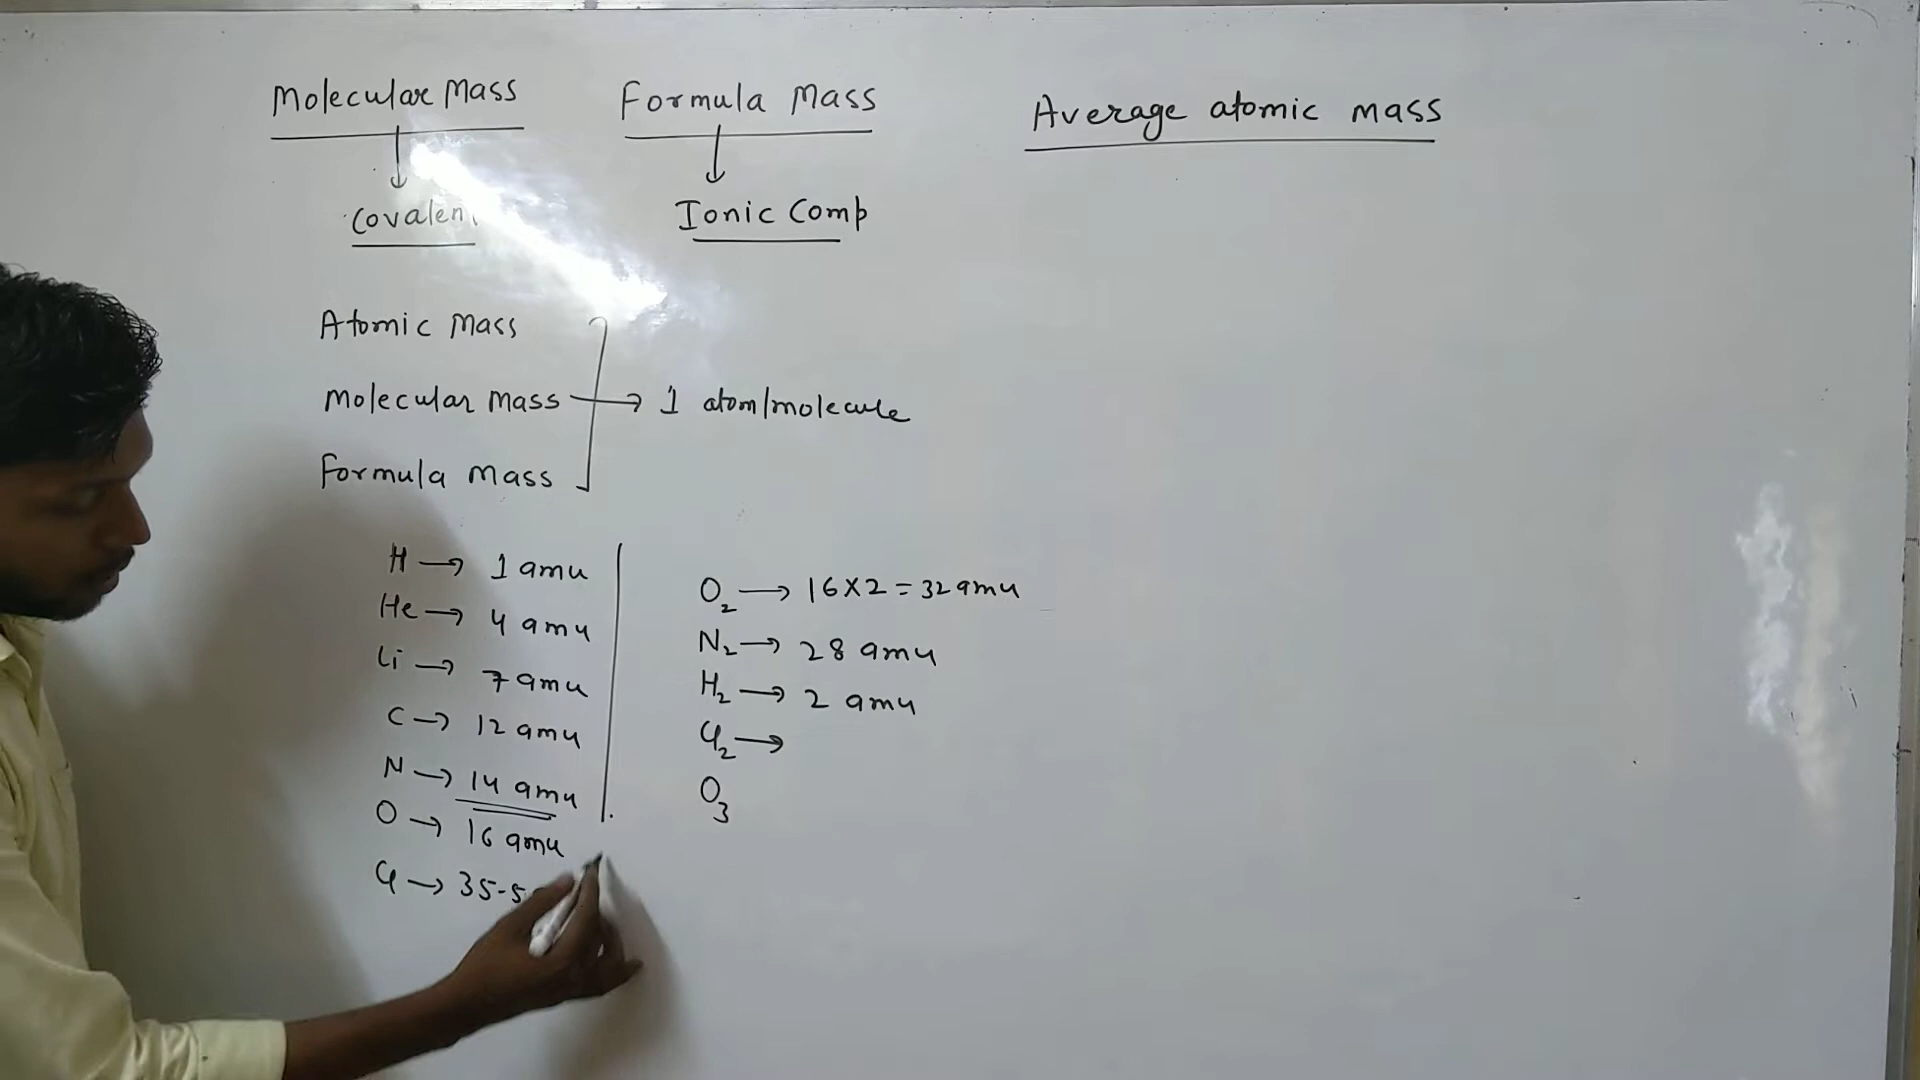 Molecular Mass
Formula Mass
Average atomic mass
Covalen
Ionic Comp
Atomic Mass
Molecular Mass → 1 atom/molecule
Formula Mass
H → 1 amu
He → 4 amu
Li → 7 amu
C → 12 amu
N → 14 amu
O → 16 amu
Cl → 35.5
O₂ → 16×2 = 32 amu
N₂ → 28 amu
H₂ → 2 amu
Cl₂ →
O₃